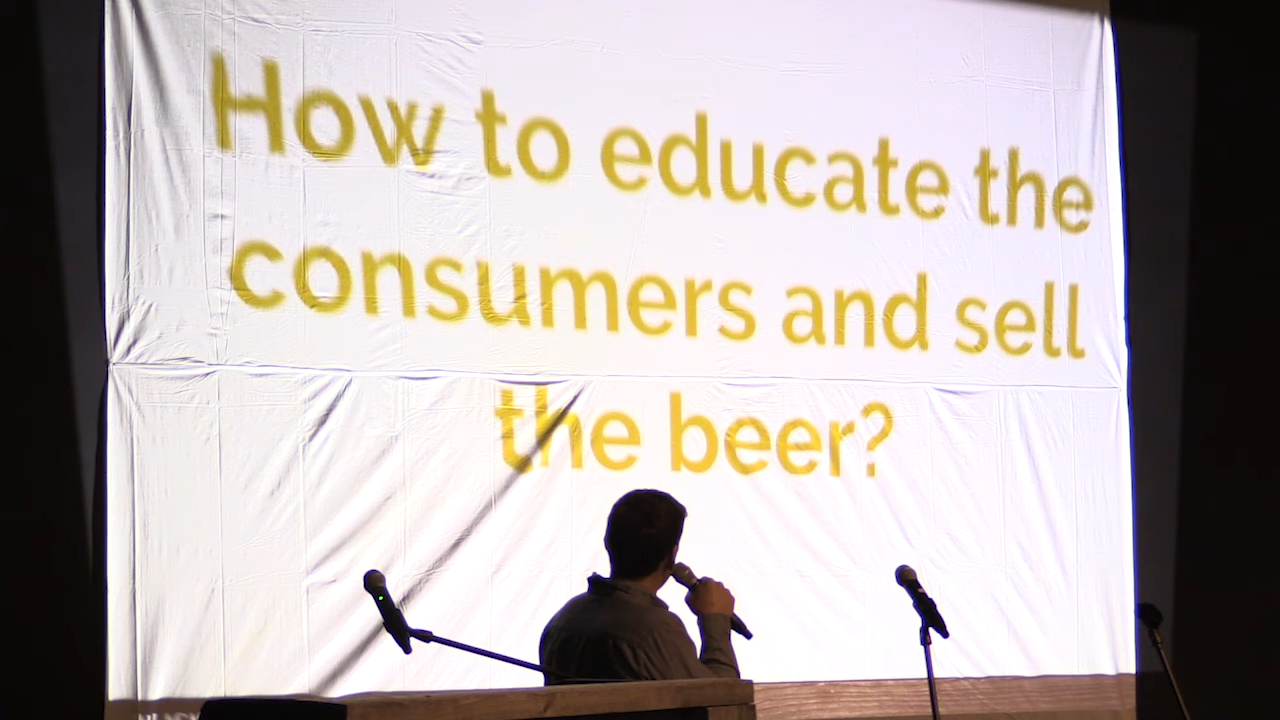 How to educate the
consumers and sell
the beer?